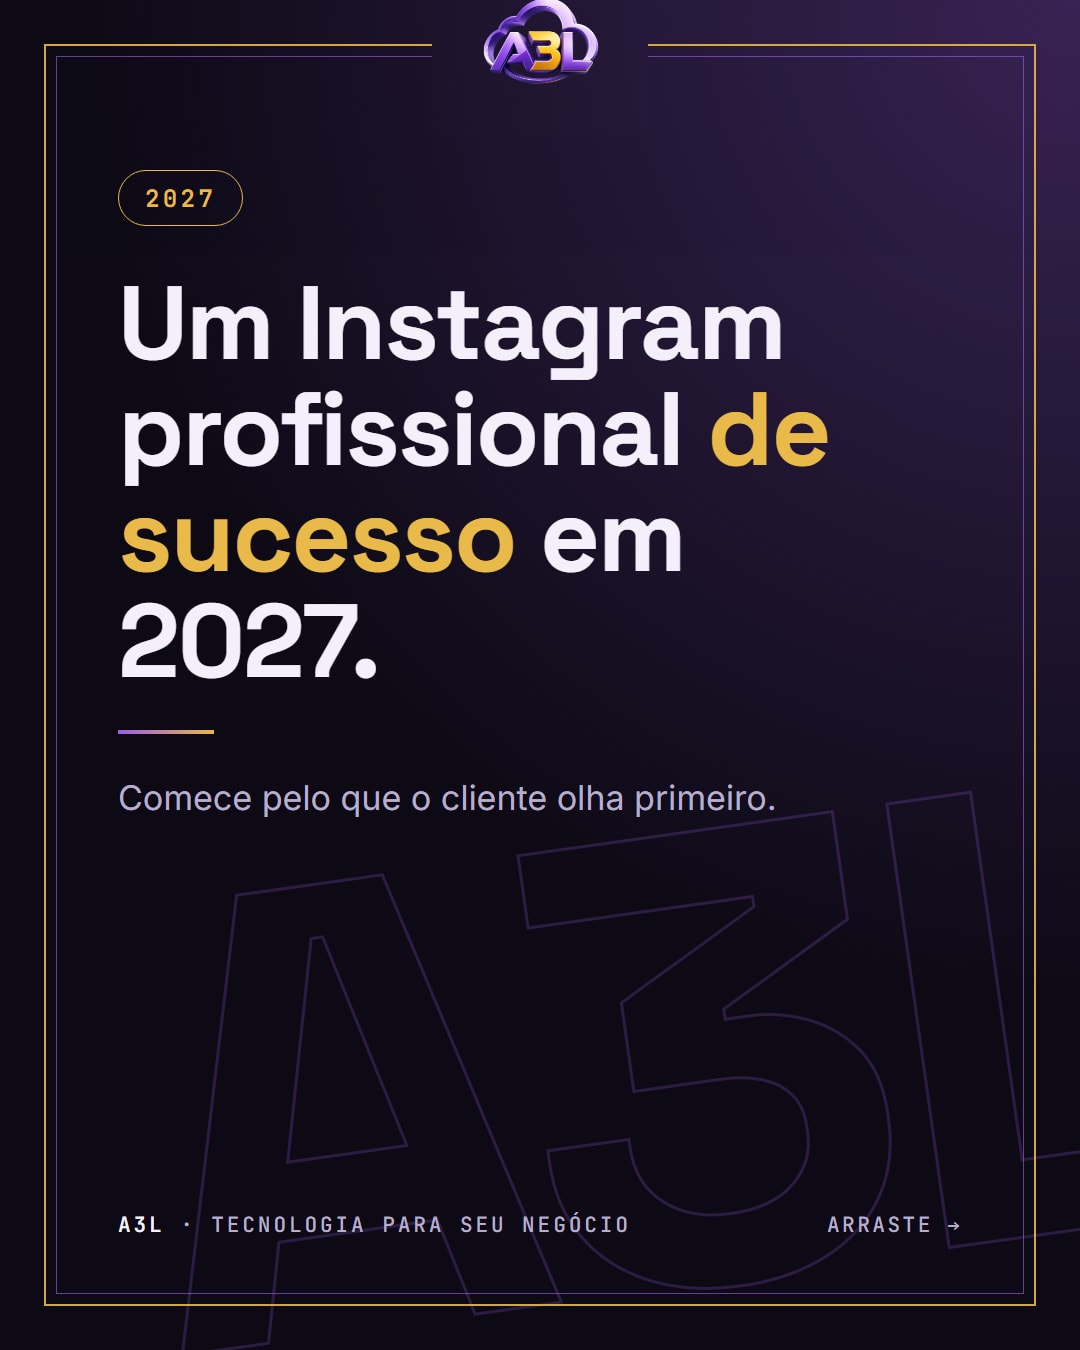 A3L
2027
Um Instagram
profissional de
sucesso em
2027.
Comece pelo que o cliente olha primeiro.
A3L
A3L · TECNOLOGIA PARA SEU NEGÓCIO
ARRASTE →